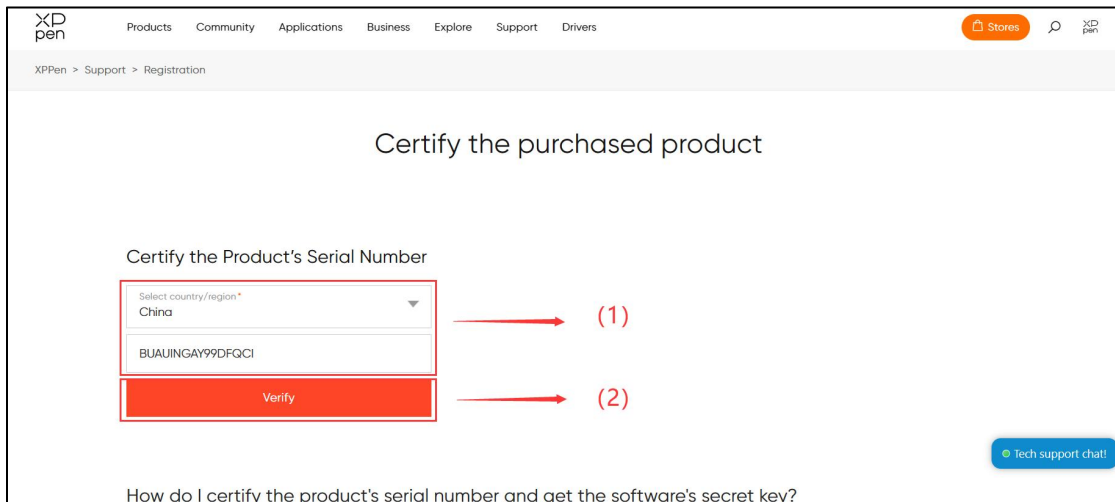 XP
pen
Products Community Applications Business Explore Support Drivers
Stores
XP
pen
XPPen > Support > Registration
Certify the purchased product
Certify the Product's Serial Number
Select country/region*
China
(1)
BUAUINGAY99DFQCI
Verify
(2)
Tech support chat!
How do I certify the product's serial number and get the software's secret key?